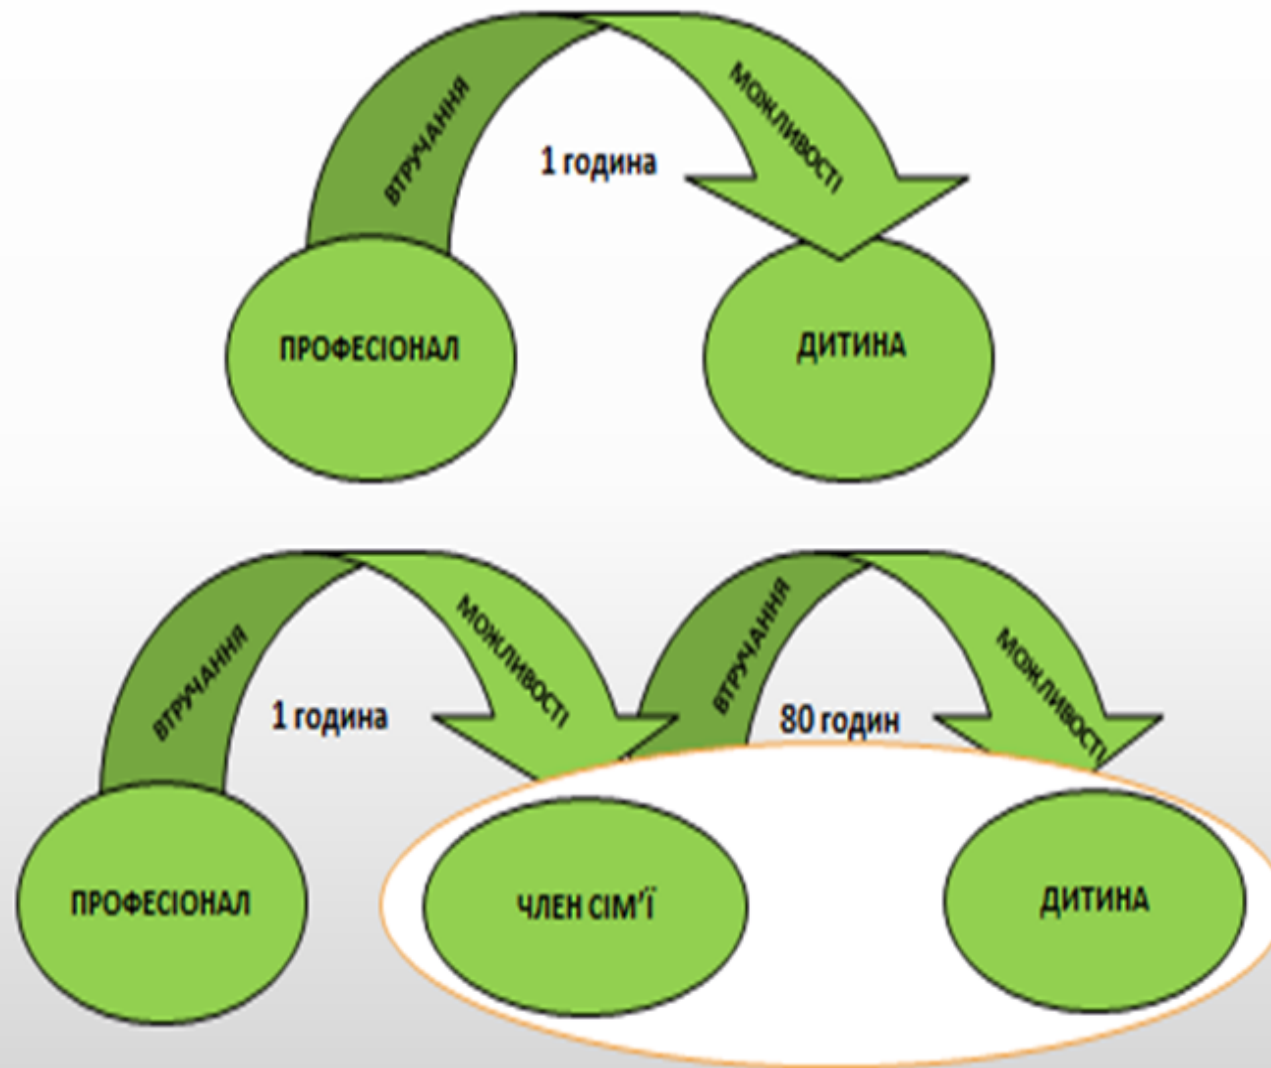 ВТРУЧАННЯ
МОЖЛИВОСТІ
1 година
ПРОФЕСІОНАЛ
ДИТИНА
ВТРУЧАННЯ
МОЖЛИВОСТІ
ВТРУЧАННЯ
МОЖЛИВОСТІ
1 година
80 годин
ПРОФЕСІОНАЛ
ЧЛЕН СІМ’Ї
ДИТИНА